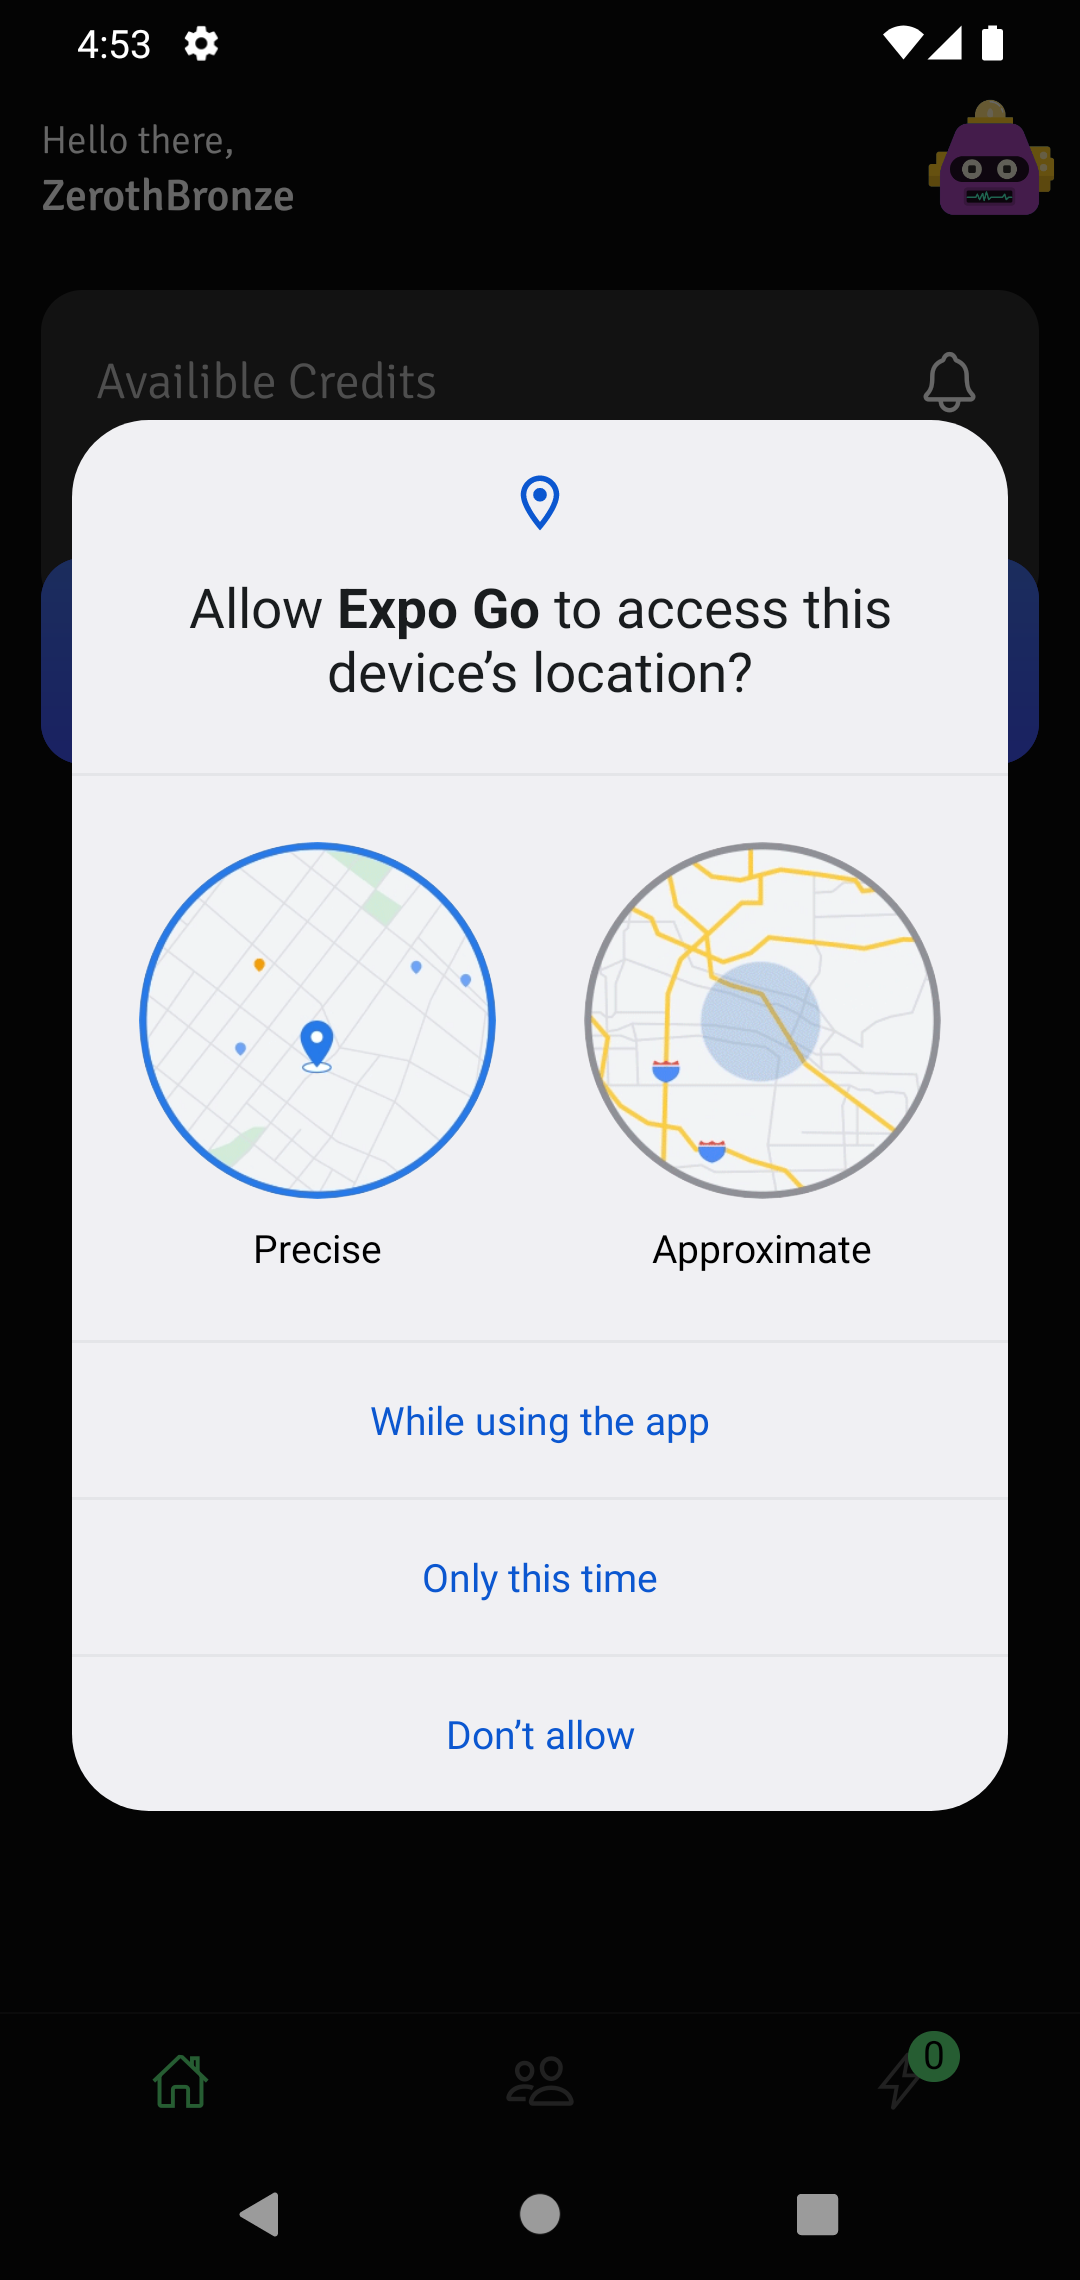 4:53
Hello there,
ZerothBronze
Availible Credits
Allow Expo Go to access this
device’s location?
Precise
Approximate
While using the app
Only this time
Don’t allow
0